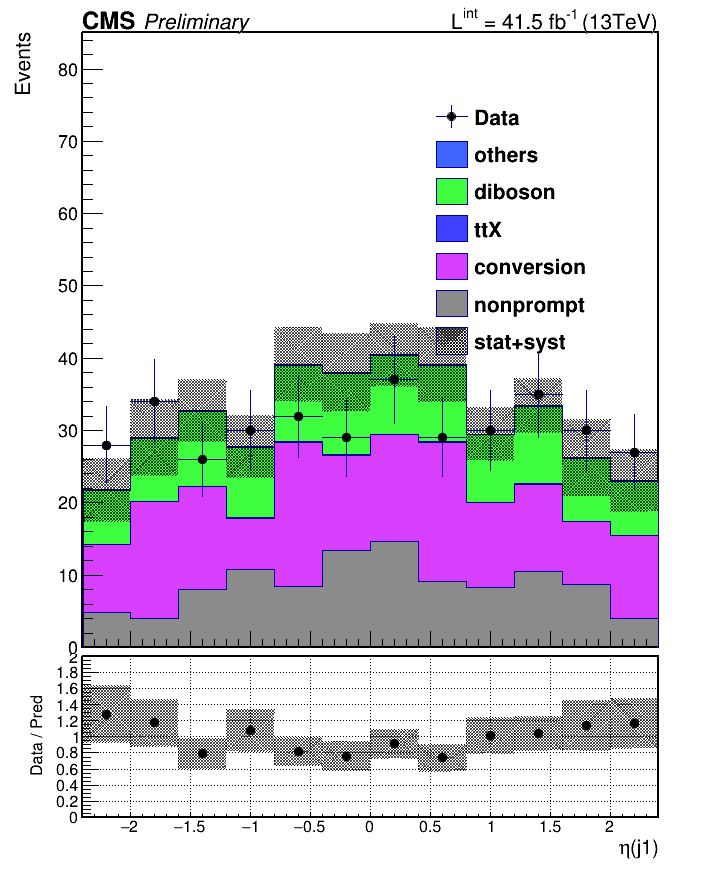 CMS Preliminary L^int = 41.5 fb^-1 (13TeV)
Events
80
70
60
50
40
30
20
10
0
Data
others
diboson
ttX
conversion
nonprompt
stat+syst
Data / Pred
2
1.8
1.6
1.4
1.2
1
0.8
0.6
0.4
0.2
0
−2 −1.5 −1 −0.5 0 0.5 1 1.5 2
η(j1)